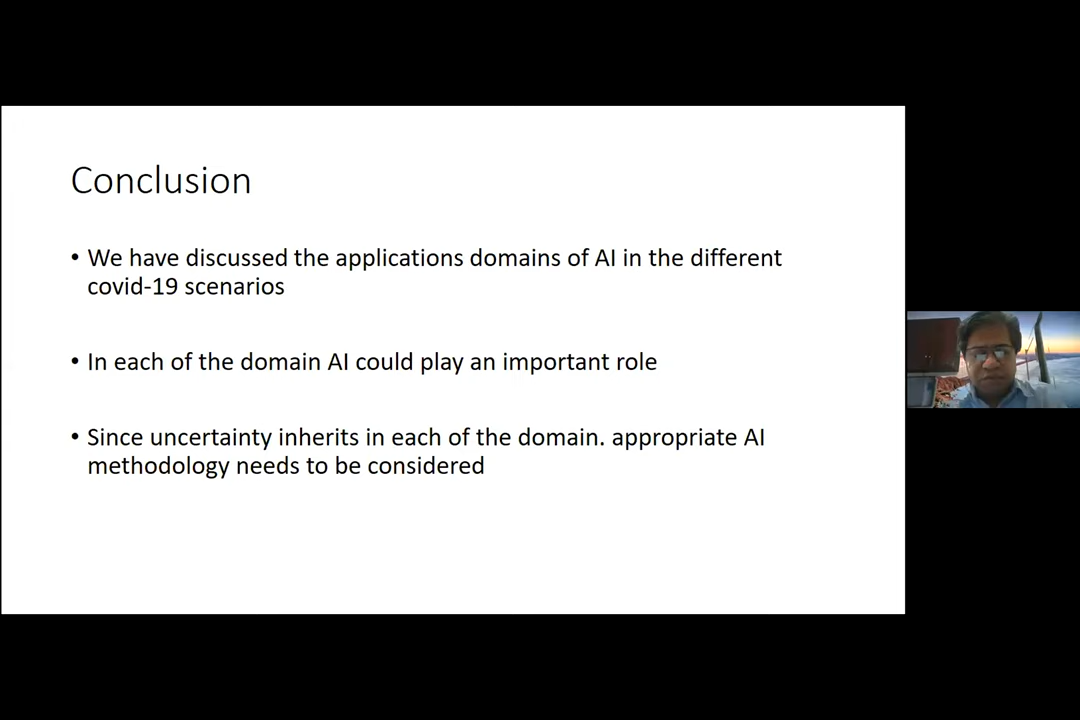 Conclusion
• We have discussed the applications domains of AI in the different
covid-19 scenarios
• In each of the domain AI could play an important role
• Since uncertainty inherits in each of the domain. appropriate AI
methodology needs to be considered